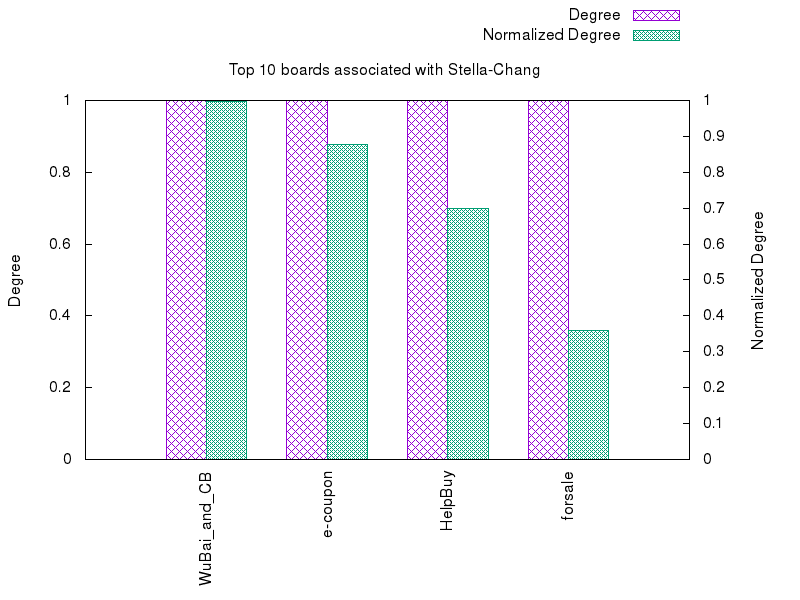 Degree
Normalized Degree
Top 10 boards associated with Stella-Chang
1
0.8
0.6
0.4
0.2
0
1
0.9
0.8
0.7
0.6
0.5
0.4
0.3
0.2
0.1
0
Degree
Normalized Degree
WuBai_and_CB
e-coupon
HelpBuy
forsale